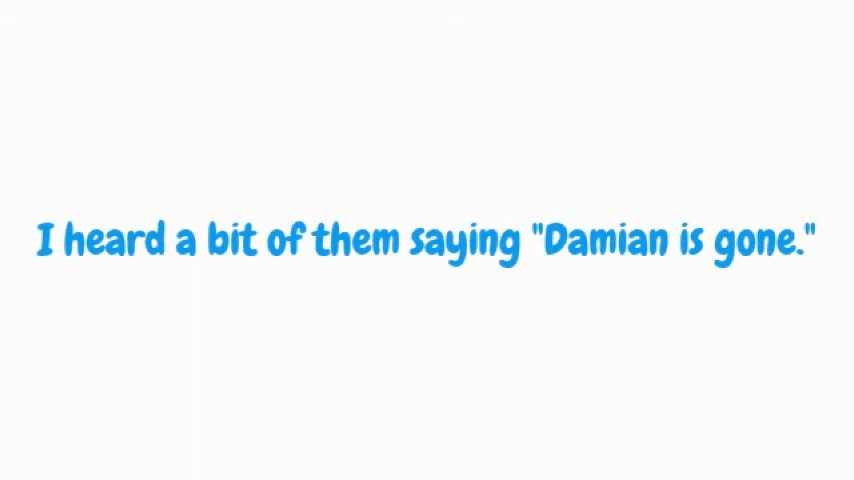 I heard a bit of them saying "Damian is gone."